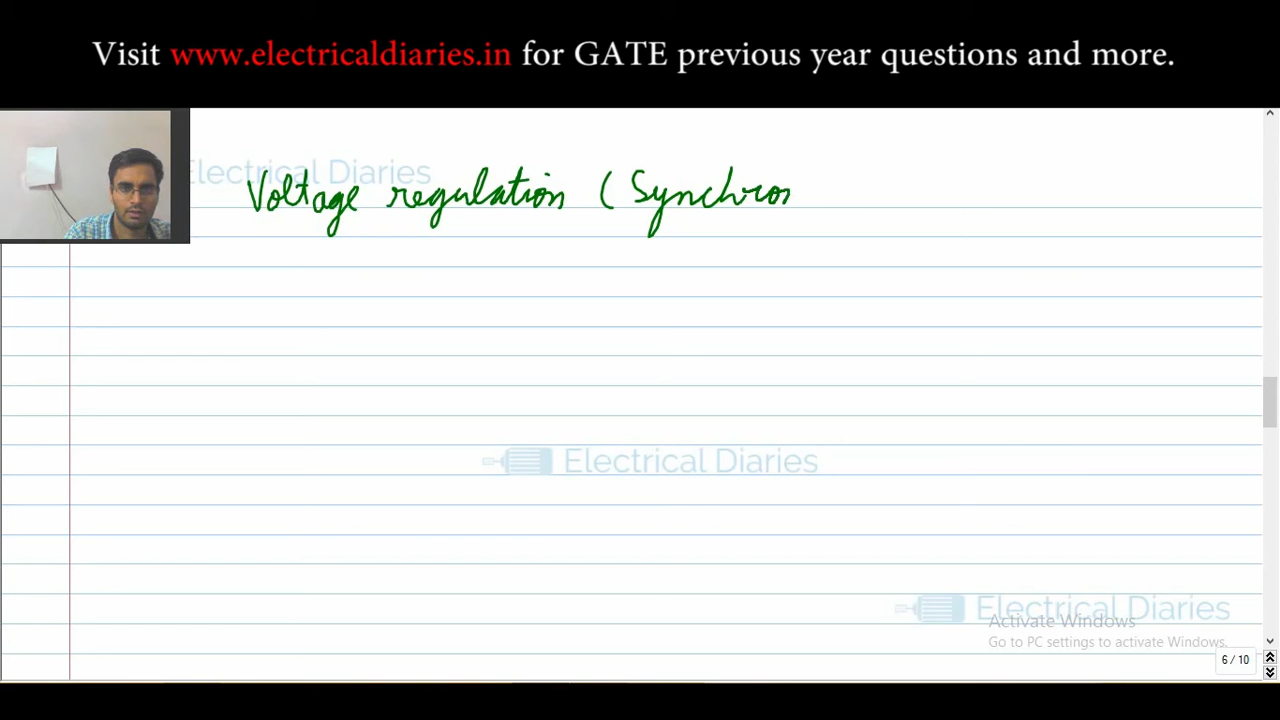 Visit www.electricaldiaries.in for GATE previous year questions and more.
Electrical Diaries
Voltage regulation ( Synchron
Electrical Diaries
Electrical Diaries
Activate Windows
Go to PC settings to activate Windows.
6 / 10